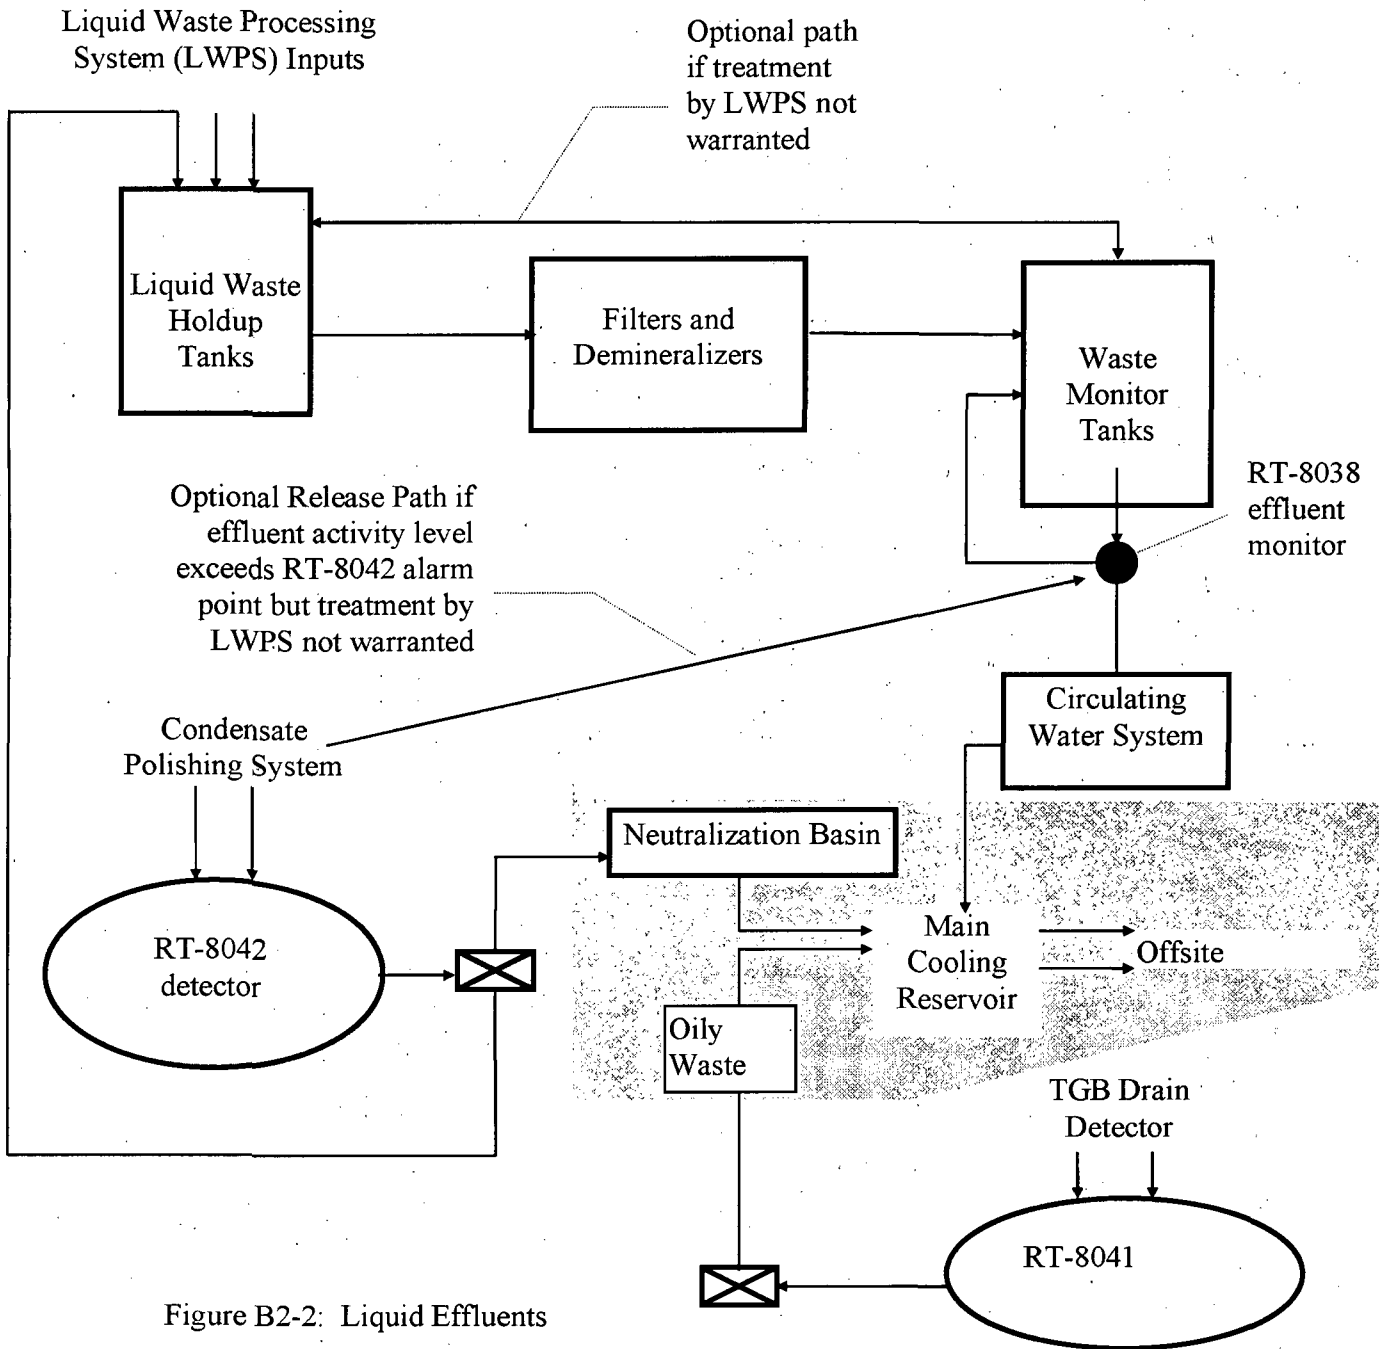 Liquid Waste Processing
System (LWPS) Inputs
Optional path
if treatment
by LWPS not
warranted
Liquid Waste
Holdup
Tanks
Filters and
Demineralizers
Waste
Monitor
Tanks
RT-8038
effluent
monitor
Optional Release Path if
effluent activity level
exceeds RT-8042 alarm
point but treatment by
LWPS not warranted
Circulating
Water System
Condensate
Polishing System
Neutralization Basin
RT-8042
detector
Main
Cooling
Reservoir
Offsite
Oily
Waste
TGB Drain
Detector
RT-8041
Figure B2-2: Liquid Effluents